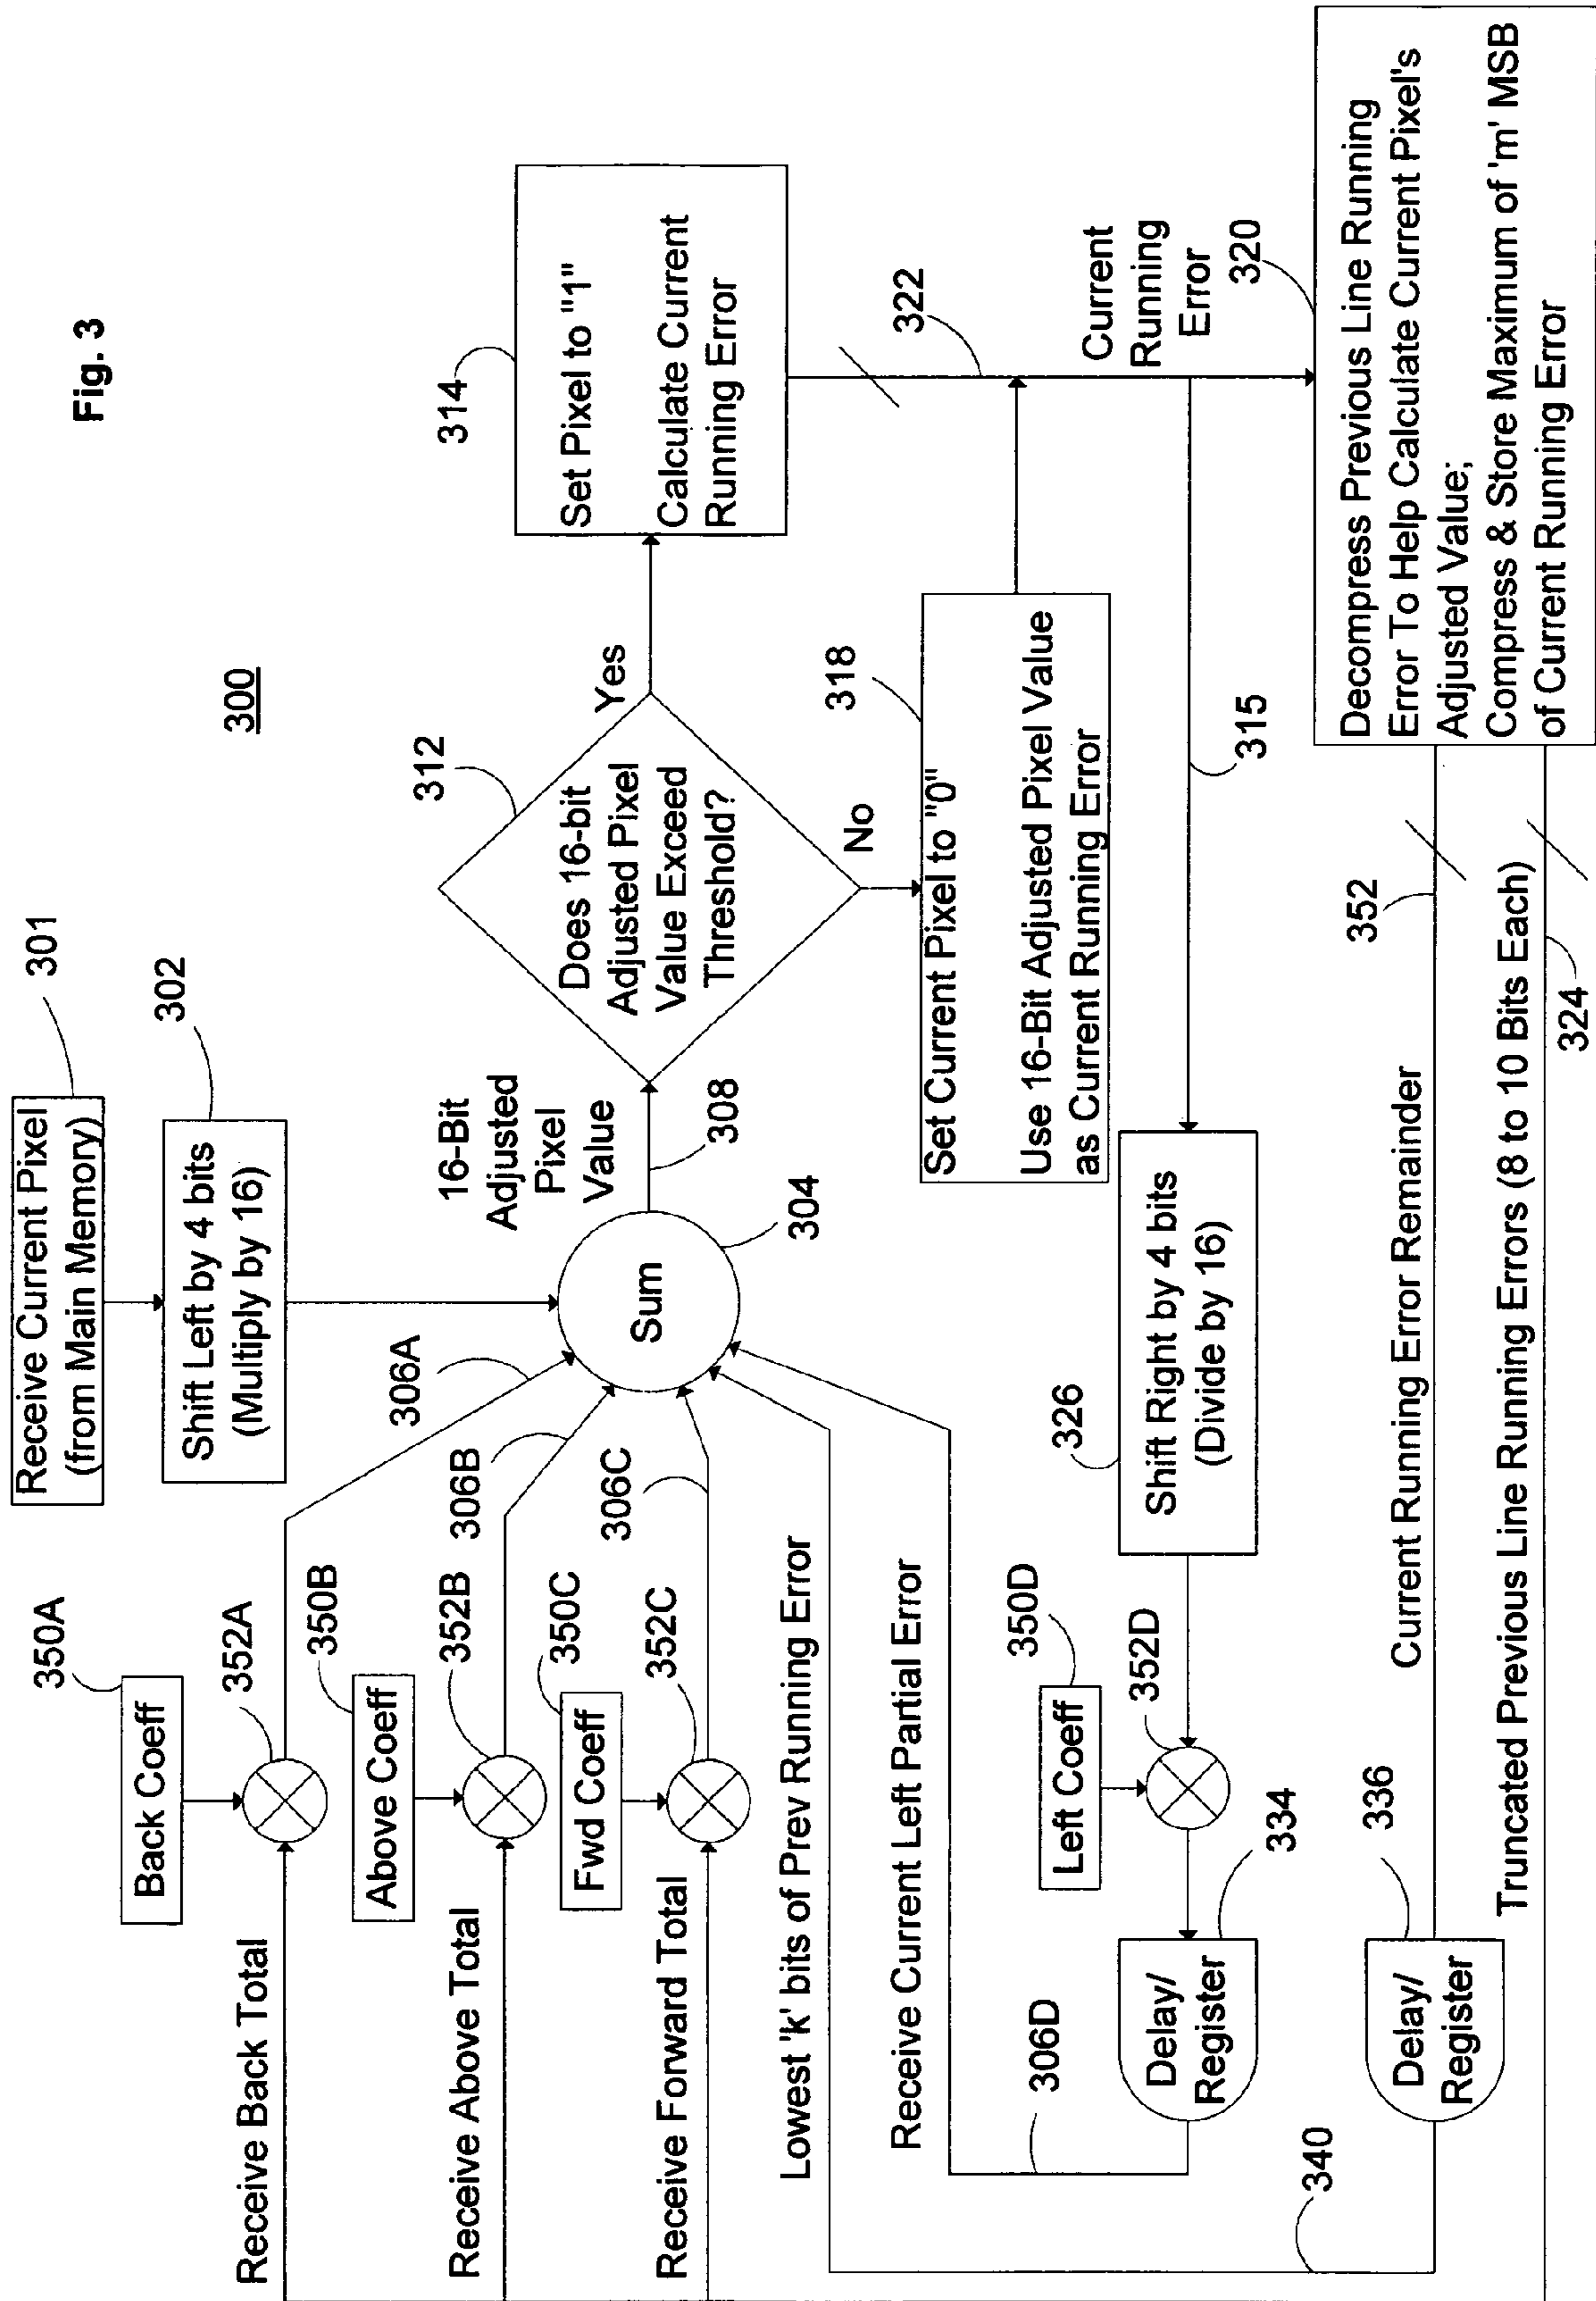 Fig. 3
300
Receive Current Pixel
(from Main Memory)
301
Shift Left by 4 bits
(Multiply by 16)
302
Back Coeff
350A
352A
Receive Back Total
306A
Above Coeff
350B
352B
Receive Above Total
306B
Fwd Coeff
350C
352C
Receive Forward Total
306C
Sum
304
16-Bit
Adjusted
Pixel
Value
308
Does 16-bit
Adjusted Pixel
Value Exceed
Threshold?
312
Yes
No
Set Pixel to "1"
Calculate Current
Running Error
314
Set Current Pixel to "0"
Use 16-Bit Adjusted Pixel Value
as Current Running Error
318
322
Current
Running
Error
320
315
Lowest 'k' bits of Prev Running Error
Receive Current Left Partial Error
306D
Shift Right by 4 bits
(Divide by 16)
326
Left Coeff
350D
352D
Delay/
Register
334
Delay/
Register
336
340
Current Running Error Remainder
352
Truncated Previous Line Running Errors (8 to 10 Bits Each)
324
Decompress Previous Line Running
Error To Help Calculate Current Pixel's
Adjusted Value;
Compress & Store Maximum of 'm' MSB
of Current Running Error